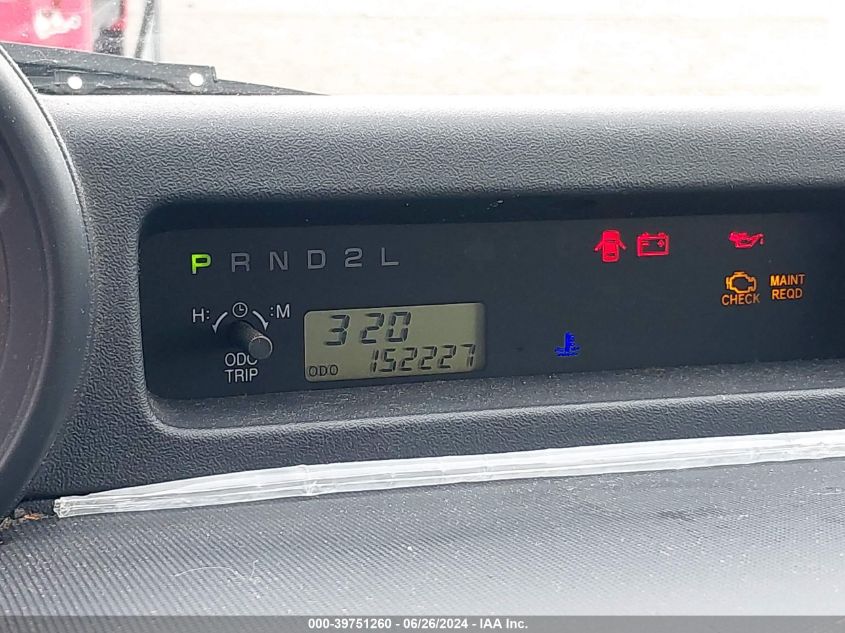 P R N D 2 L
H: :M
ODO
TRIP
3 20
ODO 152227
CHECK
MAINT
REQD
000-39751260 / 06/26/2024 - IAA Inc.